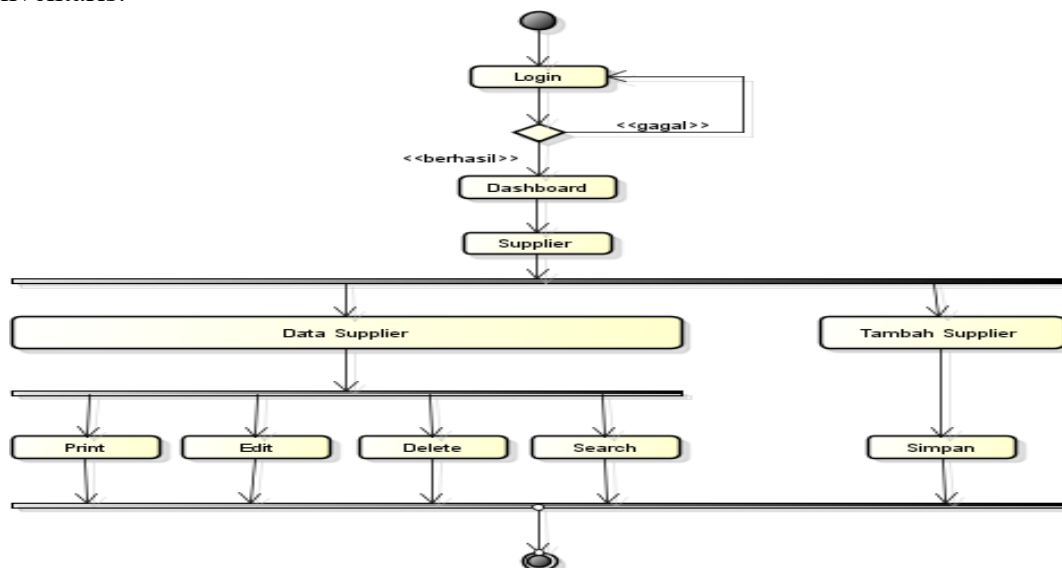 Login
<<gagal>>
<<berhasil>>
Dashboard
Supplier
Data Supplier
Tambah Supplier
Print
Edit
Delete
Search
Simpan